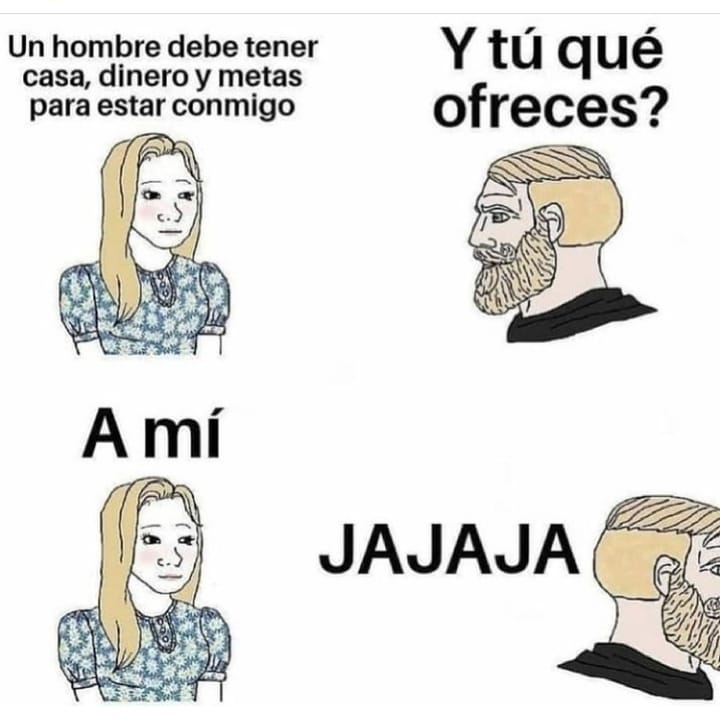 Un hombre debe tener
casa, dinero y metas
para estar conmigo
Y tú qué
ofreces?
A mí
JAJAJA